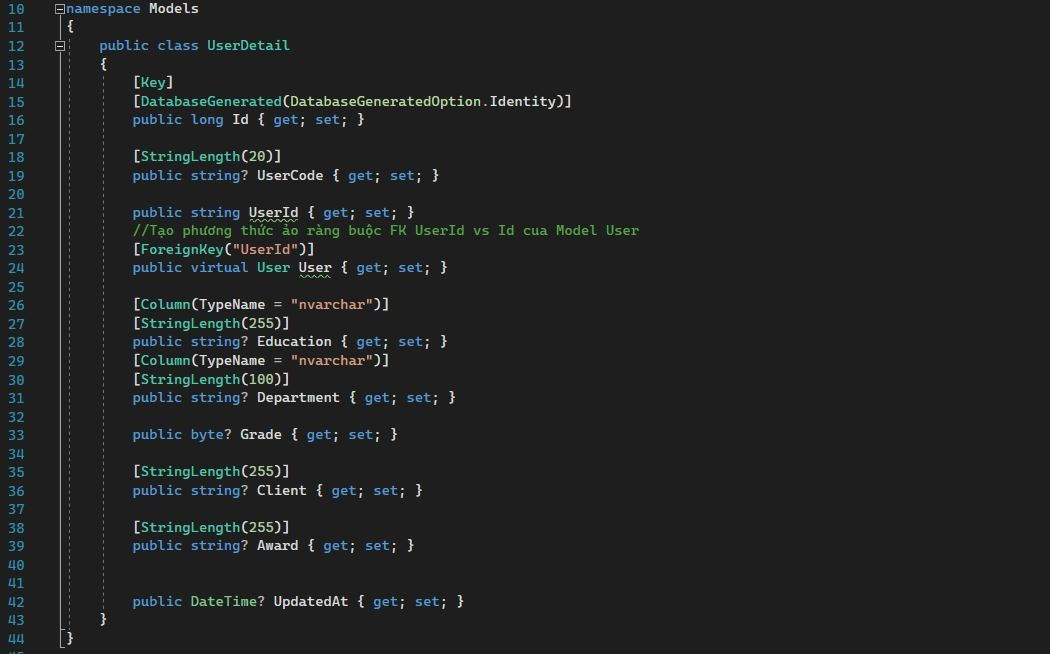 10 namespace Models
11 {
12 public class UserDetail
13 {
14 [Key]
15 [DatabaseGenerated(DatabaseGeneratedOption.Identity)]
16 public long Id { get; set; }
17
18 [StringLength(20)]
19 public string? UserCode { get; set; }
20
21 public string UserId { get; set; }
22 //Tạo phương thức ảo ràng buộc FK UserId vs Id cua Model User
23 [ForeignKey("UserId")]
24 public virtual User User { get; set; }
25
26 [Column(TypeName = "nvarchar")]
27 [StringLength(255)]
28 public string? Education { get; set; }
29 [Column(TypeName = "nvarchar")]
30 [StringLength(100)]
31 public string? Department { get; set; }
32
33 public byte? Grade { get; set; }
34
35 [StringLength(255)]
36 public string? Client { get; set; }
37
38 [StringLength(255)]
39 public string? Award { get; set; }
40
41
42 public DateTime? UpdatedAt { get; set; }
43 }
44 }